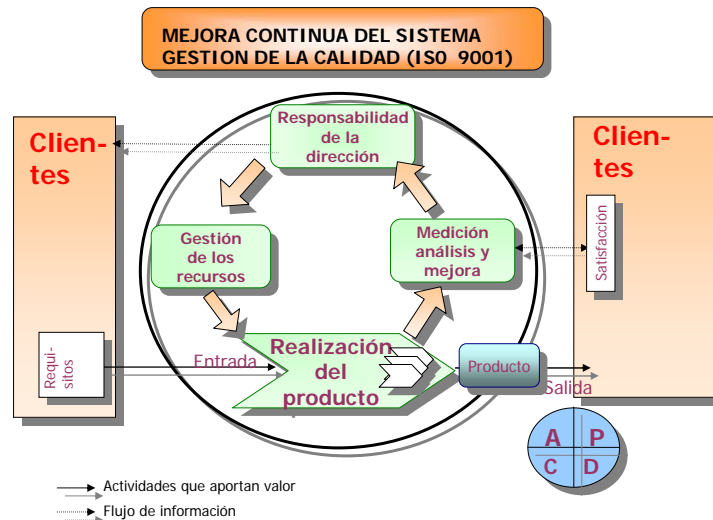 MEJORA CONTINUA DEL SISTEMA
GESTION DE LA CALIDAD (IS0 9001)
Clien-
tes
Responsabilidad
de la
dirección
Clien-
tes
Gestión
de los
recursos
Medición
análisis y
mejora
Satisfacción
Requi-
sitos
Entrada
Realización
del
producto
Producto
Salida
A P
C D
Actividades que aportan valor
Flujo de información